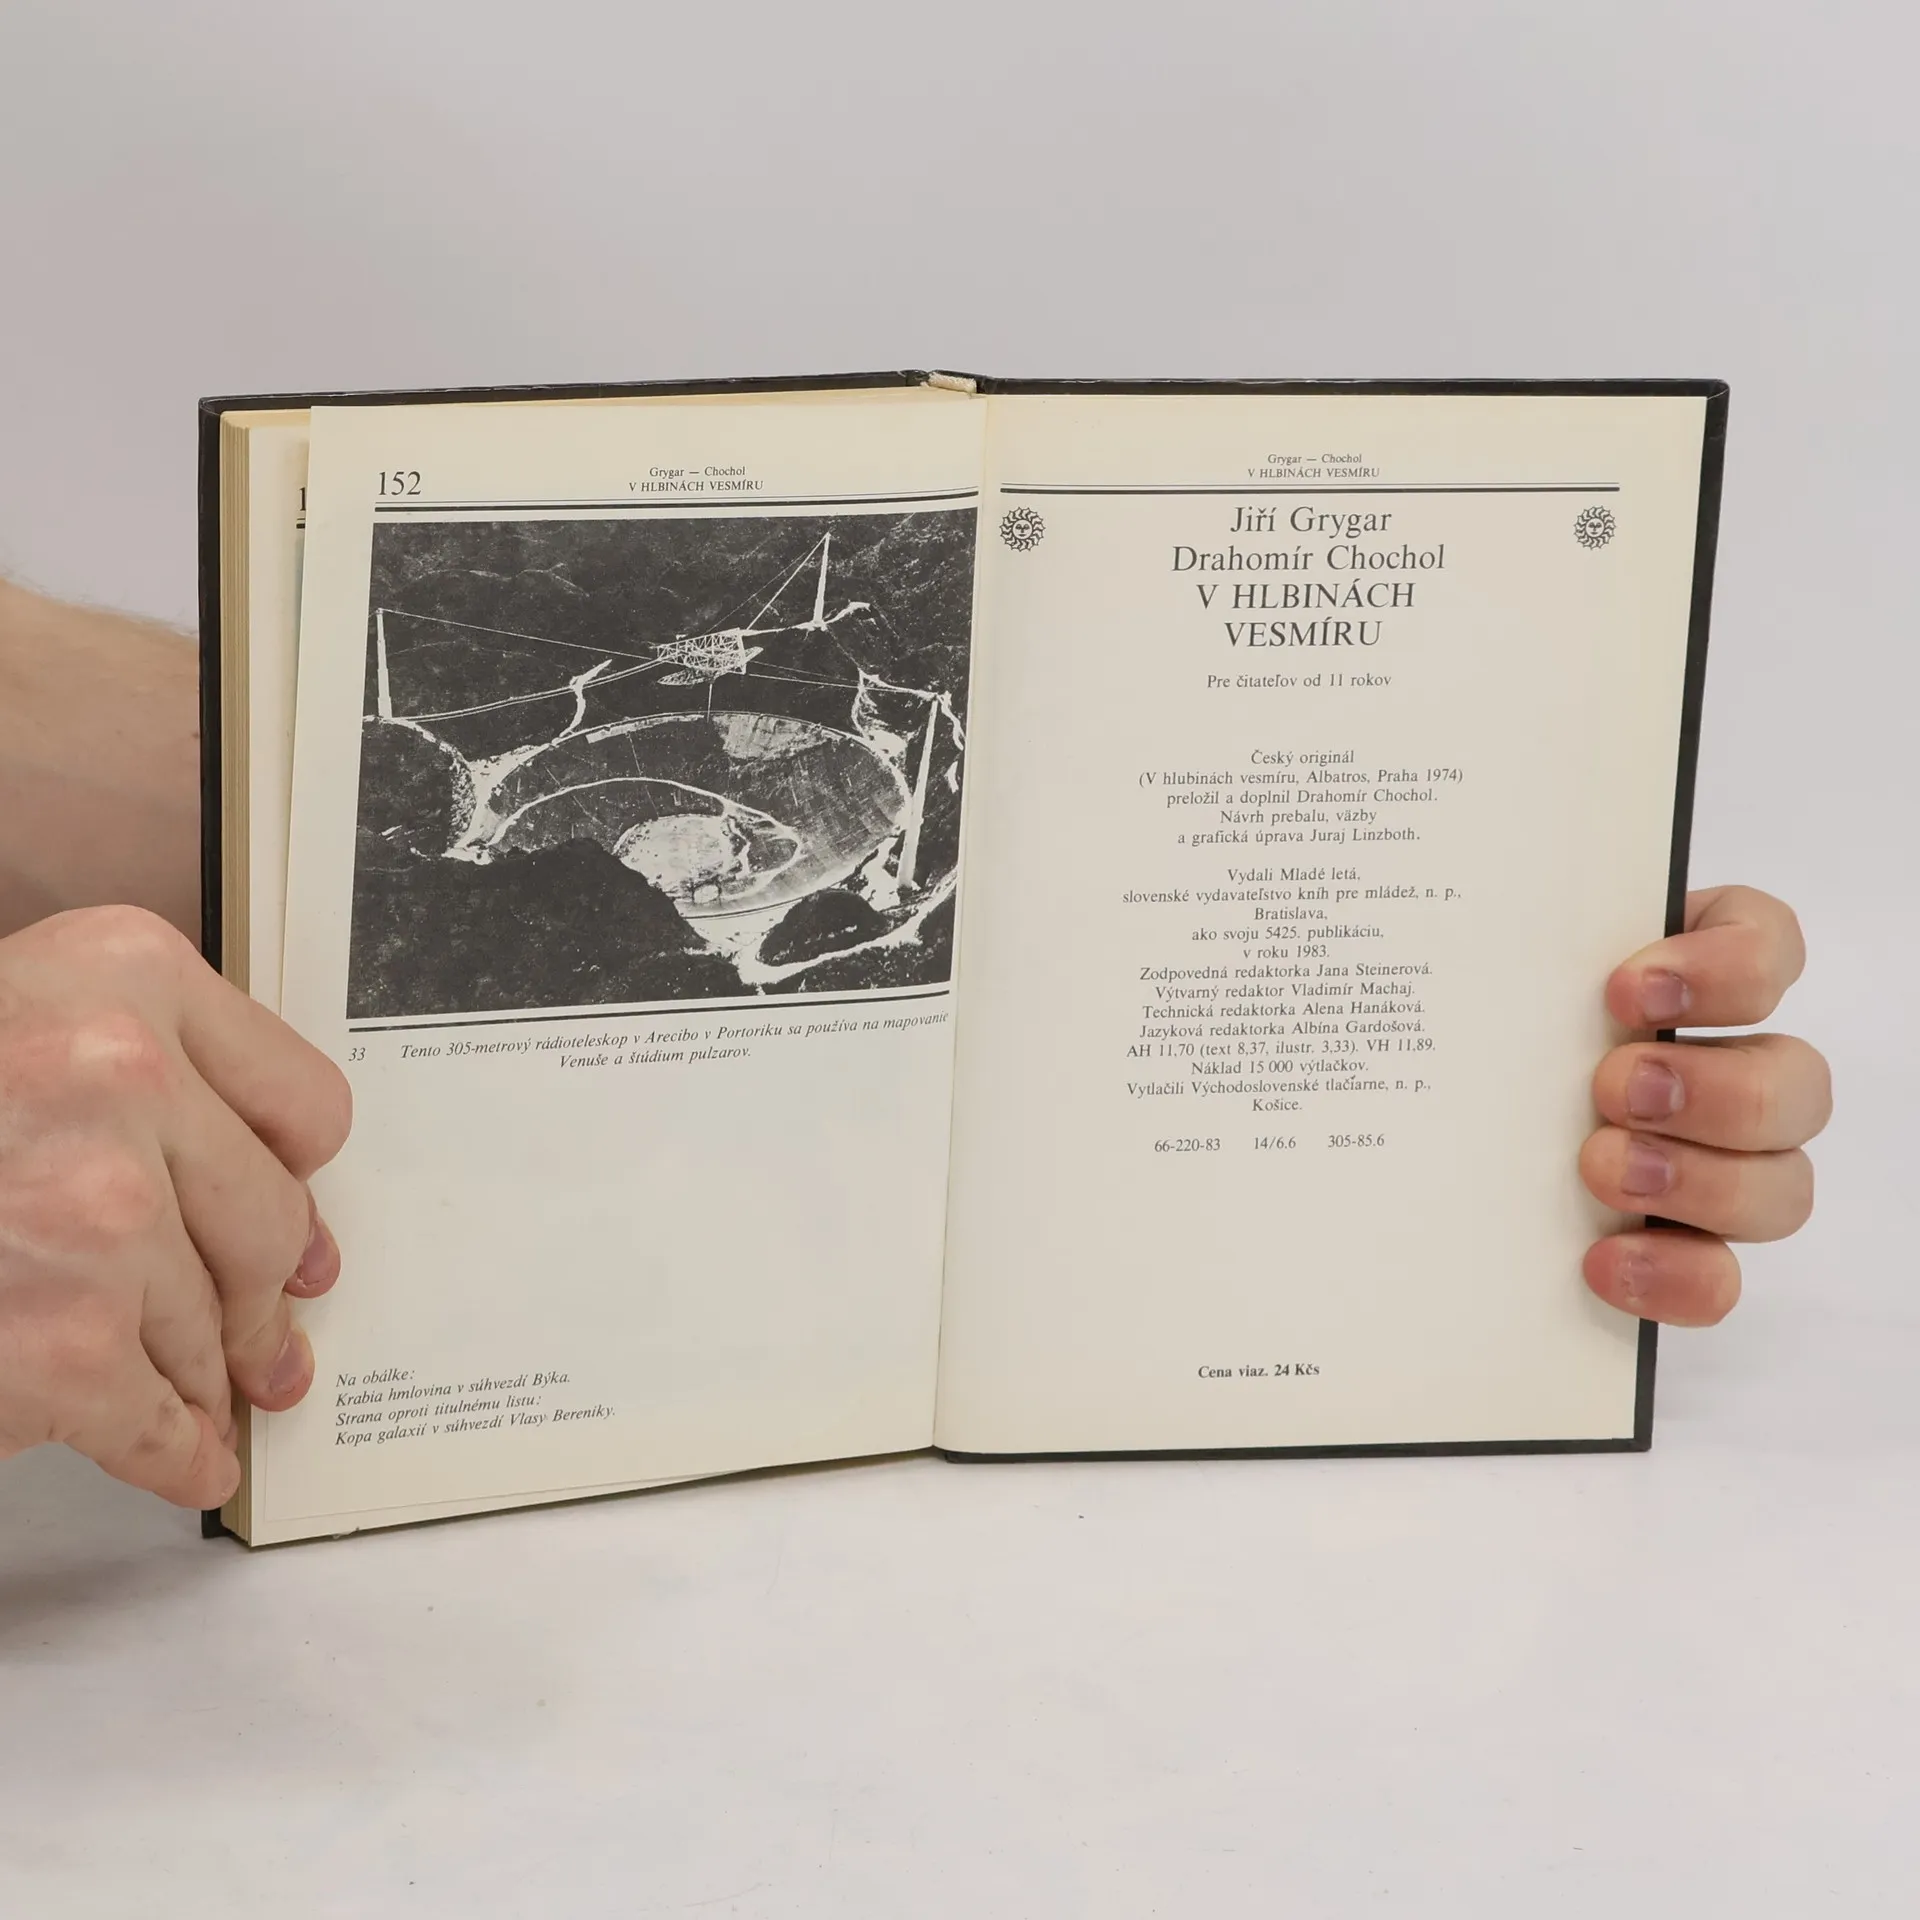 152
Grygar — Chochol
V HLBINÁCH VESMÍRU
33 Tento 305-metrový rádioteleskop v Arecibo v Portoriku sa používa na mapovanie
Venuše a štúdium pulzarov.
Na obálke:
Krabia hmlovina v súhvezdí Býka.
Strana oproti titulnému listu:
Kopa galaxií v súhvezdí Vlasy Bereniky.
Grygar — Chochol
V HLBINÁCH VESMÍRU
Jiří Grygar
Drahomír Chochol
V HLBINÁCH
VESMÍRU
Pre čitateľov od 11 rokov
Český originál
(V hlubinách vesmíru, Albatros, Praha 1974)
preložil a doplnil Drahomír Chochol.
Návrh prebalu, väzby
a grafická úprava Juraj Linzboth.
Vydali Mladé letá,
slovenské vydavateľstvo kníh pre mládež, n. p.,
Bratislava,
ako svoju 5425. publikáciu,
v roku 1983.
Zodpovedná redaktorka Jana Steinerová.
Výtvarný redaktor Vladimír Machaj.
Technická redaktorka Alena Hanáková.
Jazyková redaktorka Albína Gardošová.
AH 11,70 (text 8,37, ilustr. 3,33). VH 11,89.
Náklad 15 000 výtlačkov.
Vytlačili Východoslovenské tlačiarne, n. p.,
Košice.
66-220-83 14/6.6 305-85.6
Cena viaz. 24 Kčs